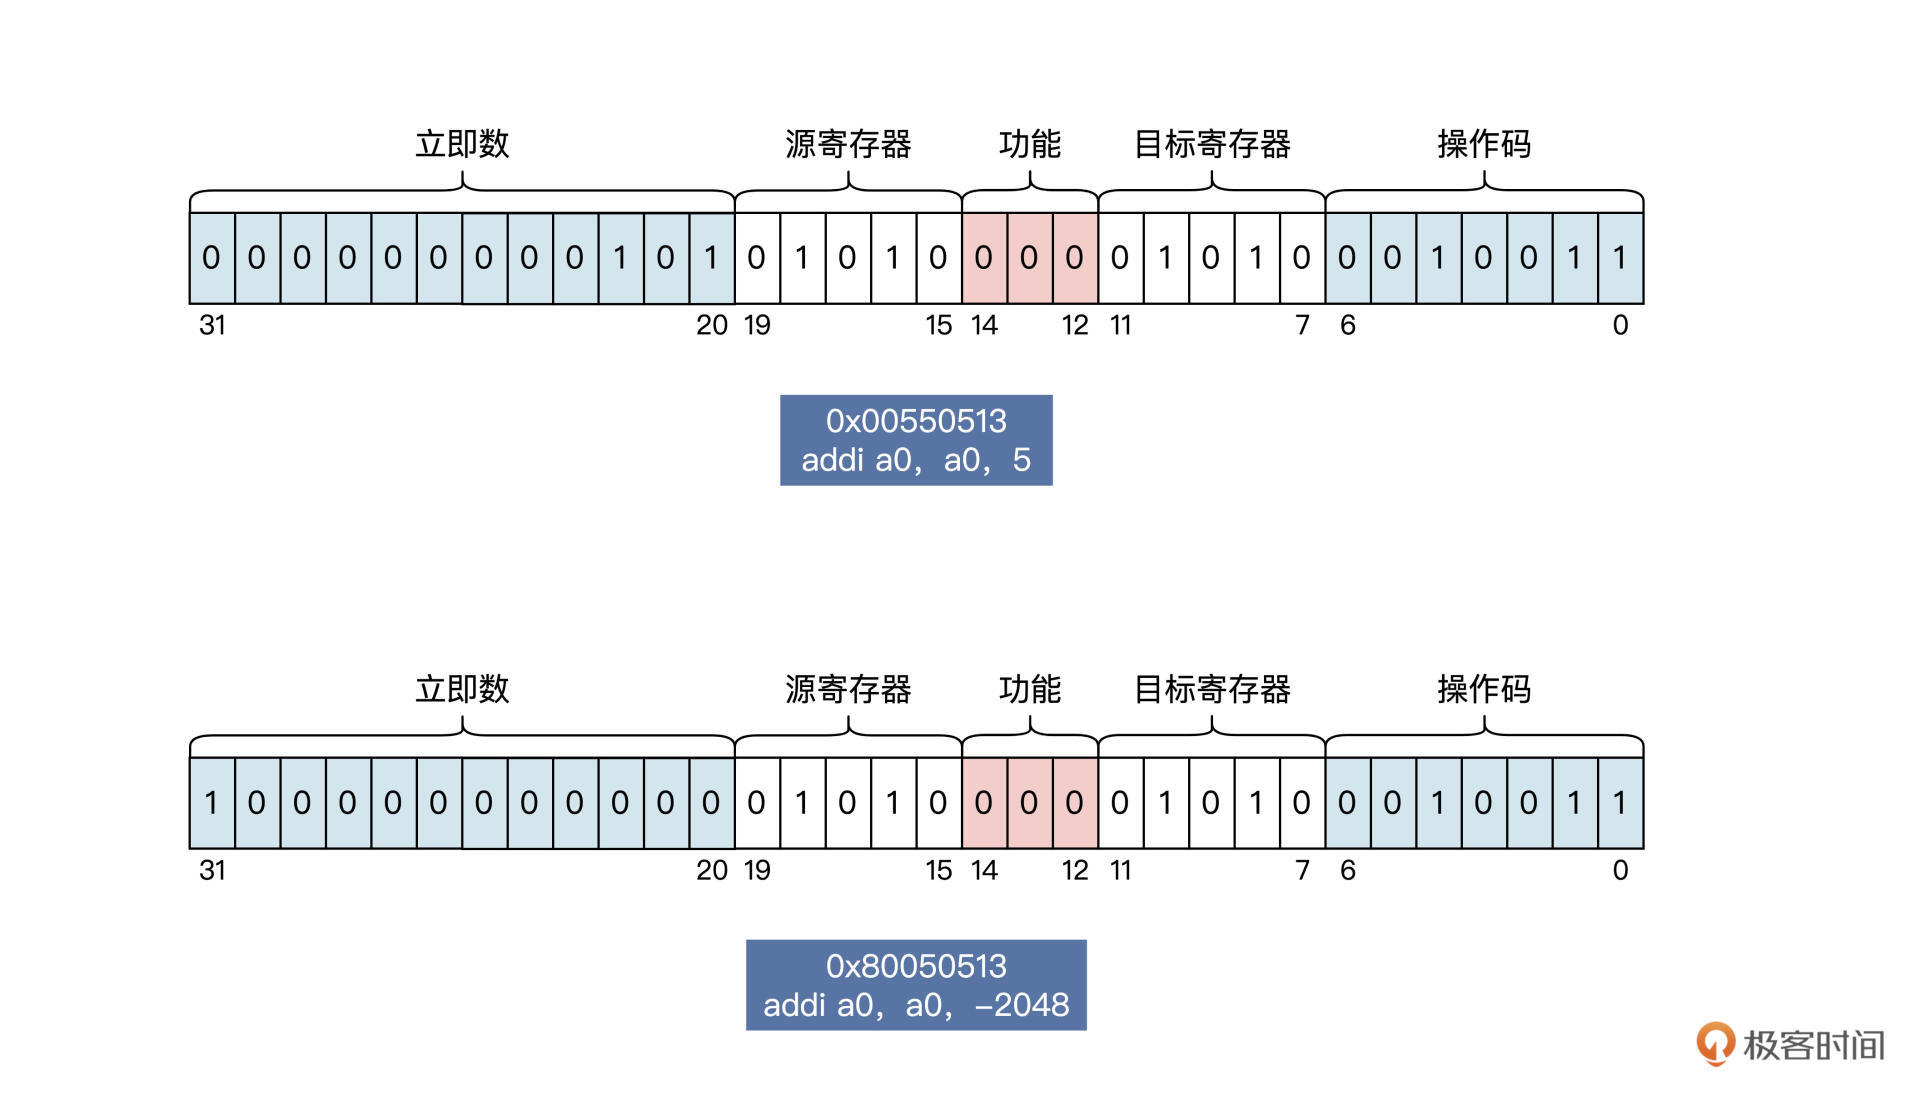 立即数 源寄存器 功能 目标寄存器 操作码
0 0 0 0 0 0 0 0 0 1 0 1 0 1 0 1 0 0 0 0 0 1 0 1 0 0 0 1 0 0 1 1
31 20 19 15 14 12 11 7 6 0
0x00550513
addi a0，a0，5
立即数 源寄存器 功能 目标寄存器 操作码
1 0 0 0 0 0 0 0 0 0 0 0 0 1 0 1 0 0 0 0 0 1 0 1 0 0 0 1 0 0 1 1
31 20 19 15 14 12 11 7 6 0
0x80050513
addi a0，a0，-2048
极客时间